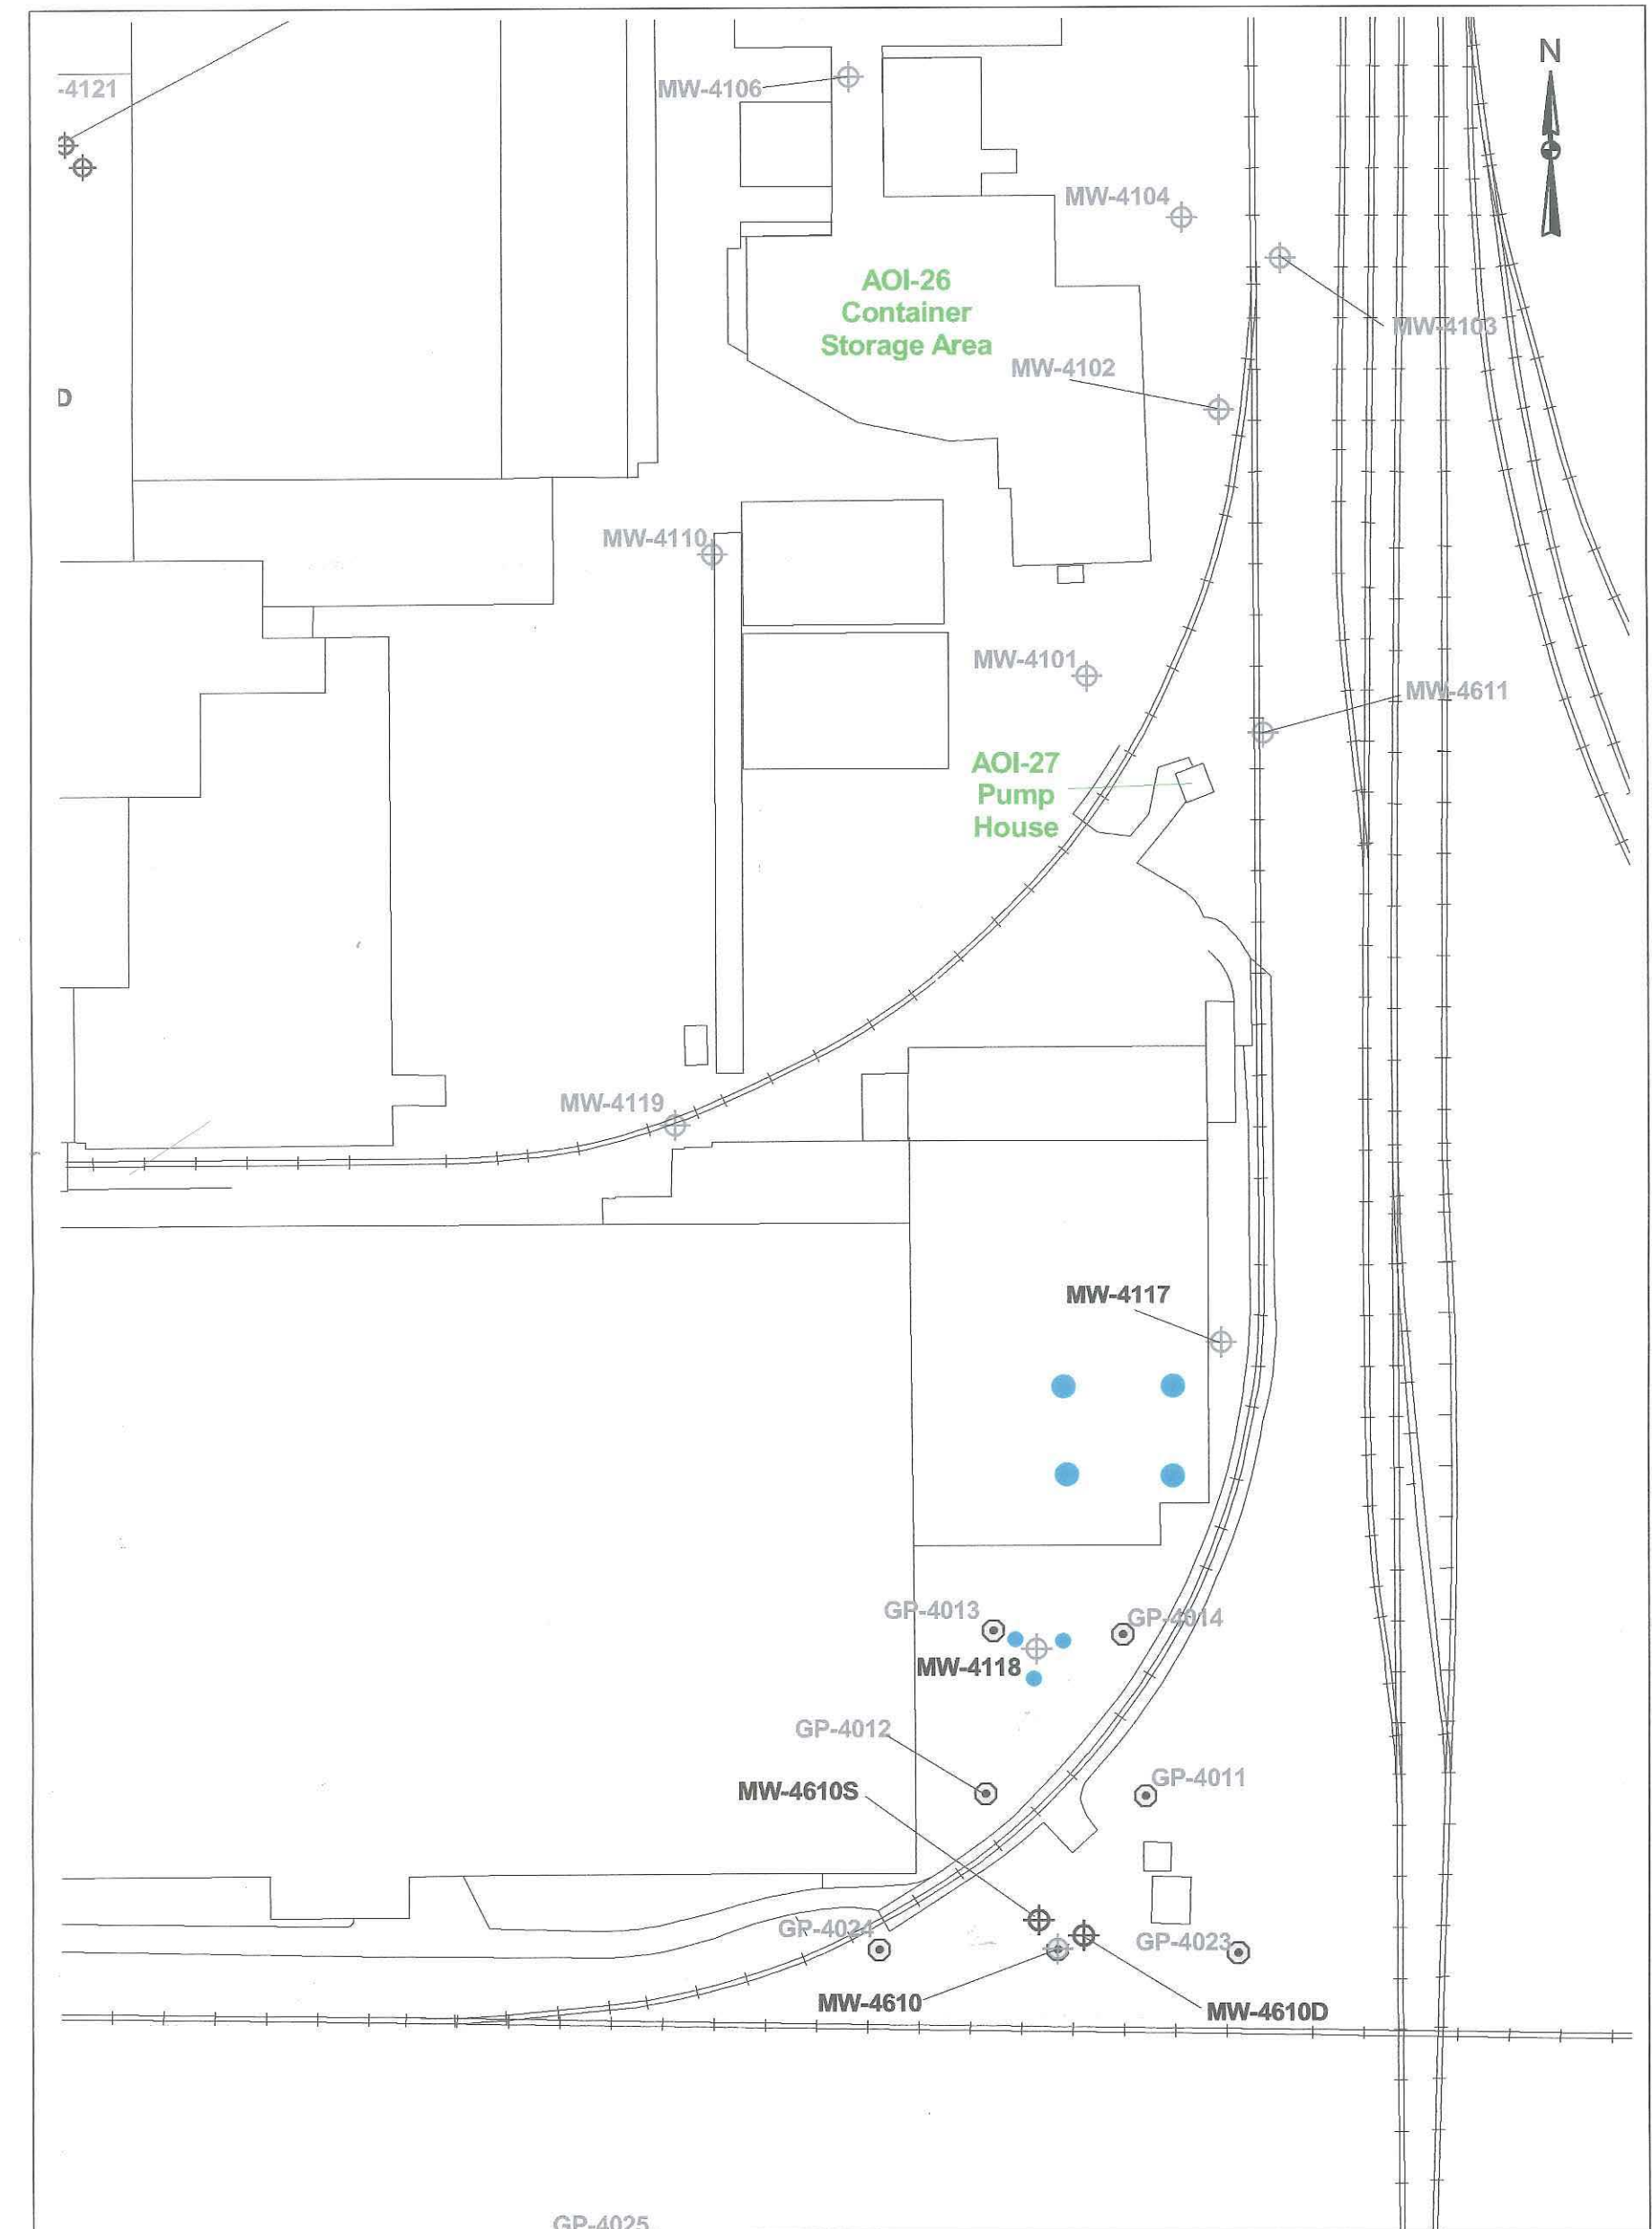 N
-4121
MW-4106
MW-4104
AOI-26
Container
Storage Area
MW-4103
MW-4102
D
MW-4110
MW-4101
MW-4611
AOI-27
Pump
House
MW-4119
MW-4117
GP-4013
GP-4014
MW-4118
GP-4012
GP-4011
MW-4610S
GP-4024
GP-4023
MW-4610
MW-4610D
GP-4025